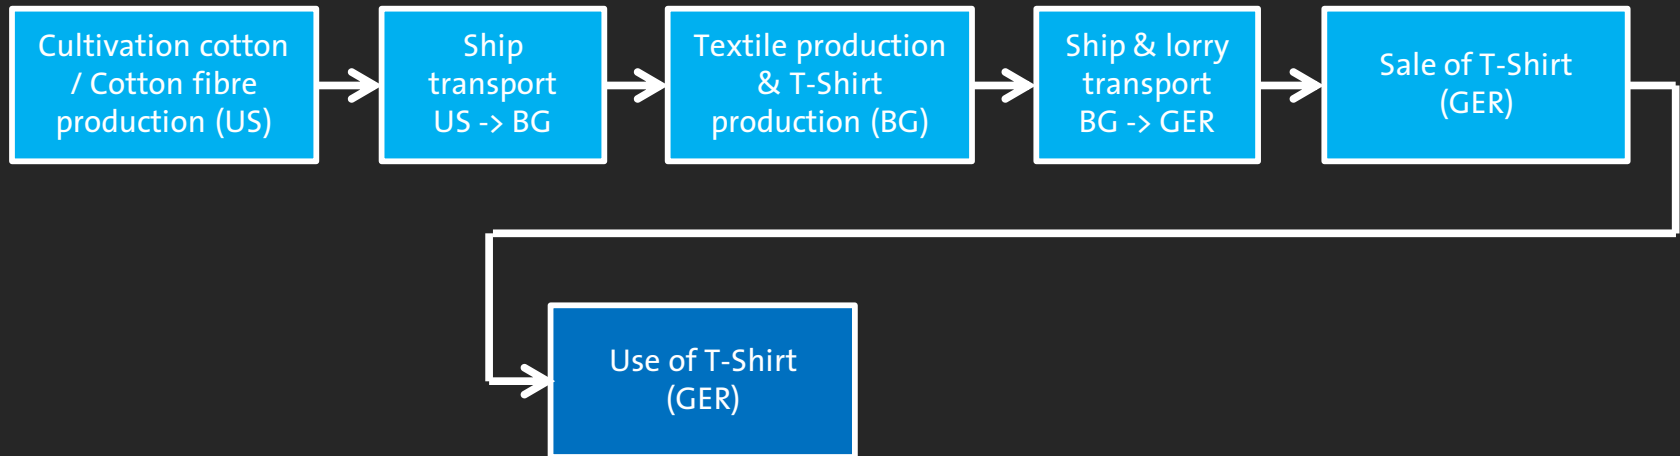 Cultivation cotton
/ Cotton fibre
production (US)
Ship
transport
US -> BG
Textile production
& T-Shirt
production (BG)
Ship & lorry
transport
BG -> GER
Sale of T-Shirt
(GER)
Use of T-Shirt
(GER)